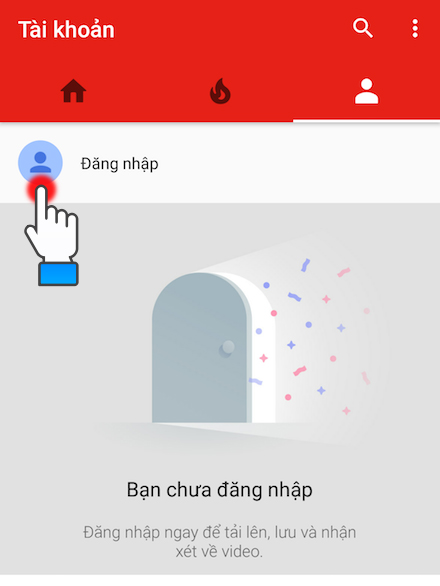 Tài khoản
Đăng nhập
Bạn chưa đăng nhập
Đăng nhập ngay để tải lên, lưu và nhận
xét về video.